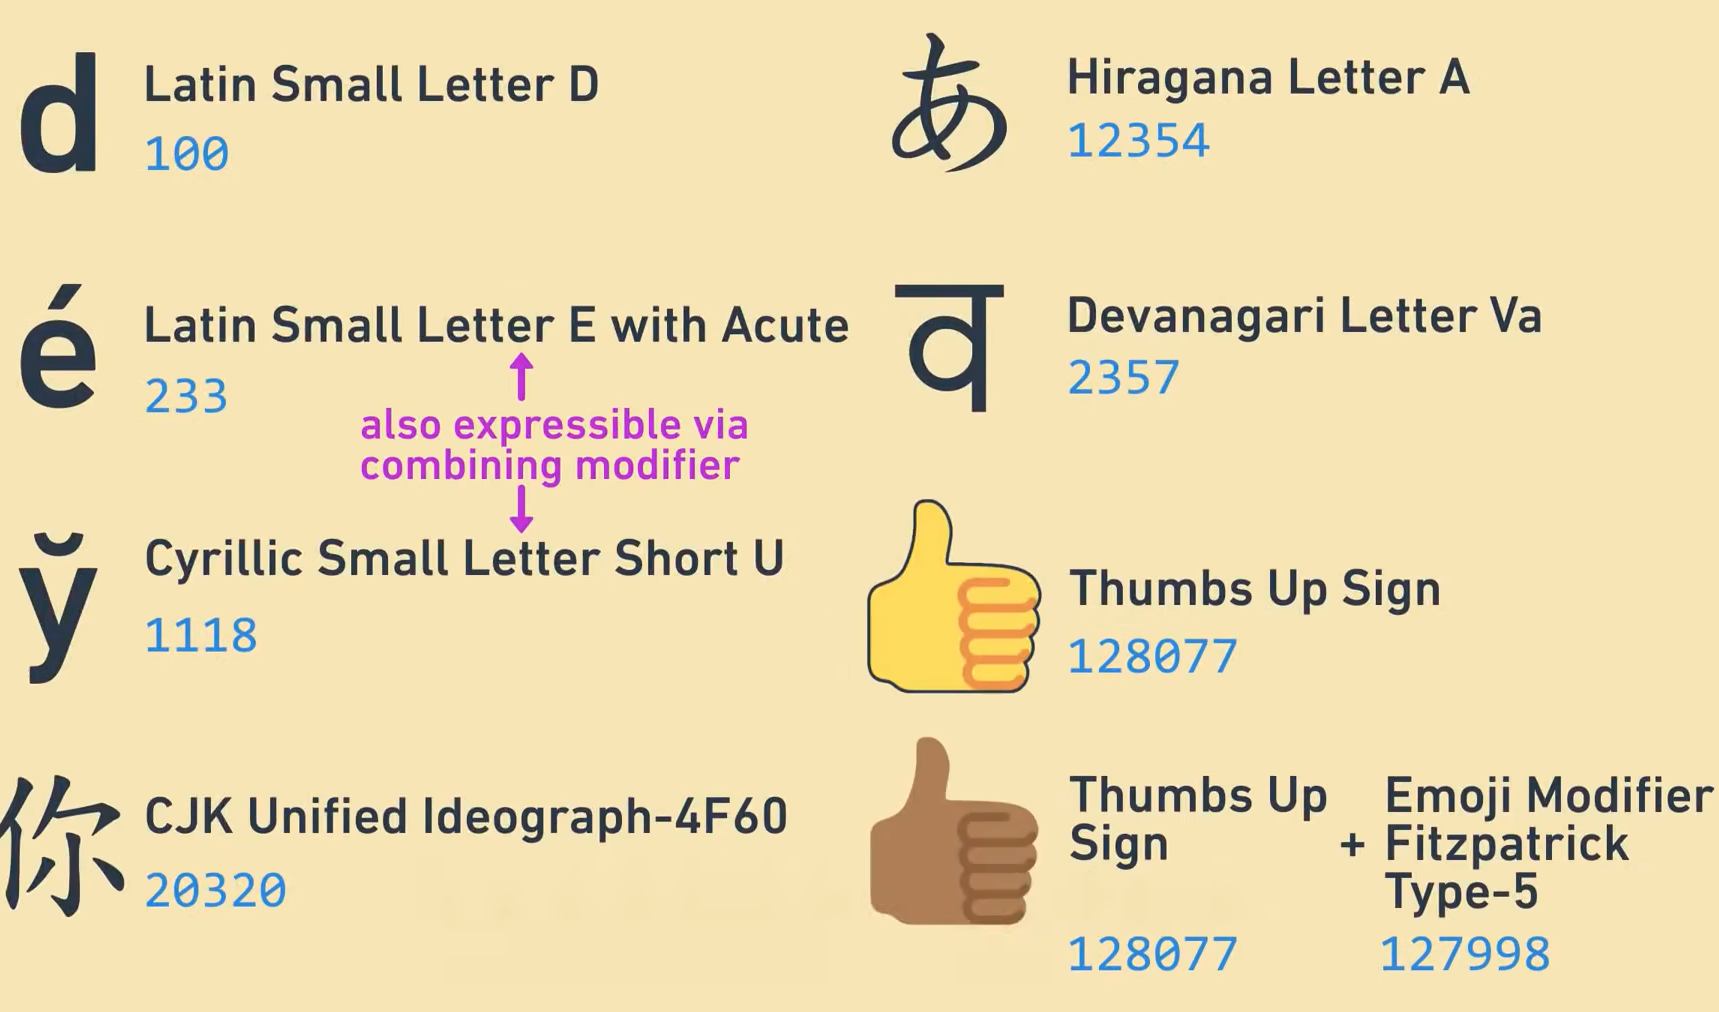 d
Latin Small Letter D
100
é
Latin Small Letter E with Acute
233
also expressible via
combining modifier
ў
Cyrillic Small Letter Short U
1118
你
CJK Unified Ideograph-4F60
20320
あ
Hiragana Letter A
12354
व
Devanagari Letter Va
2357
Thumbs Up Sign
128077
Thumbs Up
Sign
+
Emoji Modifier
Fitzpatrick
Type-5
128077
127998